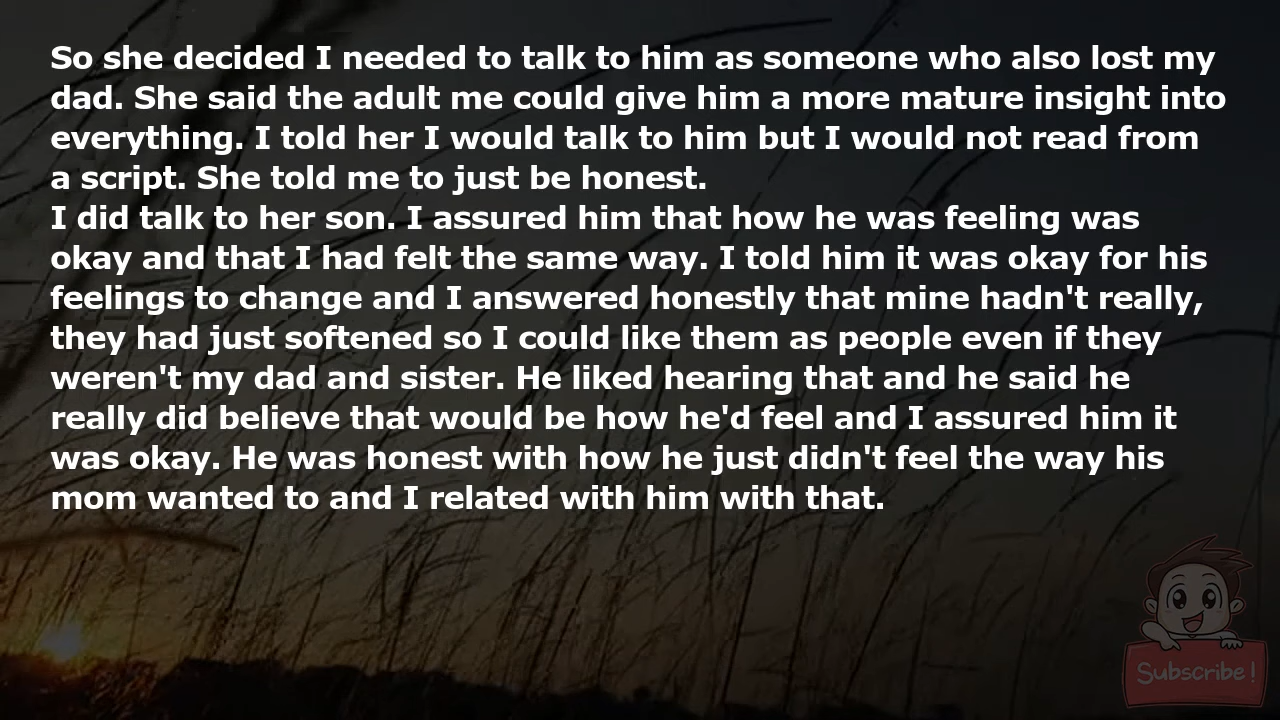 So she decided I needed to talk to him as someone who also lost my
dad. She said the adult me could give him a more mature insight into
everything. I told her I would talk to him but I would not read from
a script. She told me to just be honest.
I did talk to her son. I assured him that how he was feeling was
okay and that I had felt the same way. I told him it was okay for his
feelings to change and I answered honestly that mine hadn't really,
they had just softened so I could like them as people even if they
weren't my dad and sister. He liked hearing that and he said he
really did believe that would be how he'd feel and I assured him it
was okay. He was honest with how he just didn't feel the way his
mom wanted to and I related with him with that.
Subscribe!